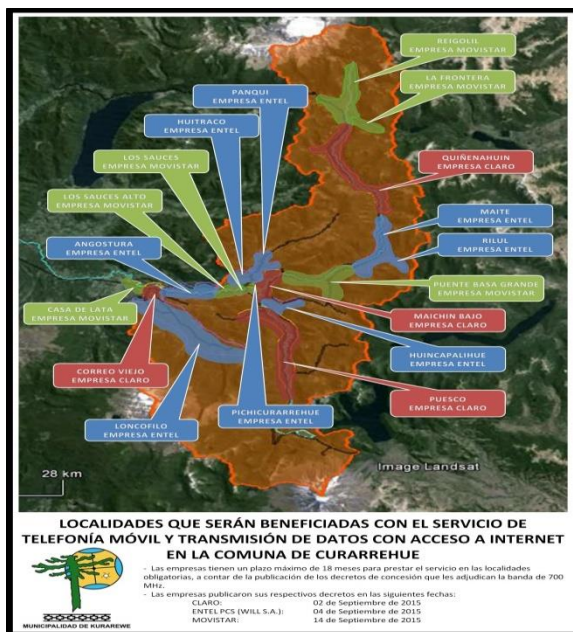 REIGOLIL
EMPRESA MOVISTAR
LA FRONTERA
EMPRESA MOVISTAR
PANQUI
EMPRESA ENTEL
HUITRACO
EMPRESA ENTEL
LOS SAUCES
EMPRESA MOVISTAR
QUIÑENAHUIN
EMPRESA CLARO
LOS SAUCES ALTO
EMPRESA MOVISTAR
MAITE
EMPRESA ENTEL
ANGOSTURA
EMPRESA ENTEL
RILUL
EMPRESA ENTEL
CASA DE LATA
EMPRESA MOVISTAR
PUENTE BASA GRANDE
EMPRESA MOVISTAR
MAICHIN BAJO
EMPRESA CLARO
HUINCAPALIHUE
EMPRESA ENTEL
CORREO VIEJO
EMPRESA CLARO
PUESCO
EMPRESA CLARO
LONCOFILO
EMPRESA ENTEL
PICHICURARREHUE
EMPRESA ENTEL
28 km
Image Landsat
LOCALIDADES QUE SERÁN BENEFICIADAS CON EL SERVICIO DE
TELEFONÍA MÓVIL Y TRANSMISIÓN DE DATOS CON ACCESO A INTERNET
EN LA COMUNA DE CURARREHUE
- Las empresas tienen un plazo máximo de 18 meses para prestar el servicio en las localidades
obligatorias, a contar de la publicación de los decretos de concesión que les adjudican la banda de 700
MHz.
- Las empresas publicaron sus respectivos decretos en las siguientes fechas:
CLARO: 02 de Septiembre de 2015
ENTEL PCS (WILL S.A.): 04 de Septiembre de 2015
MOVISTAR: 14 de Septiembre de 2015
MUNICIPALIDAD DE KURAREWE